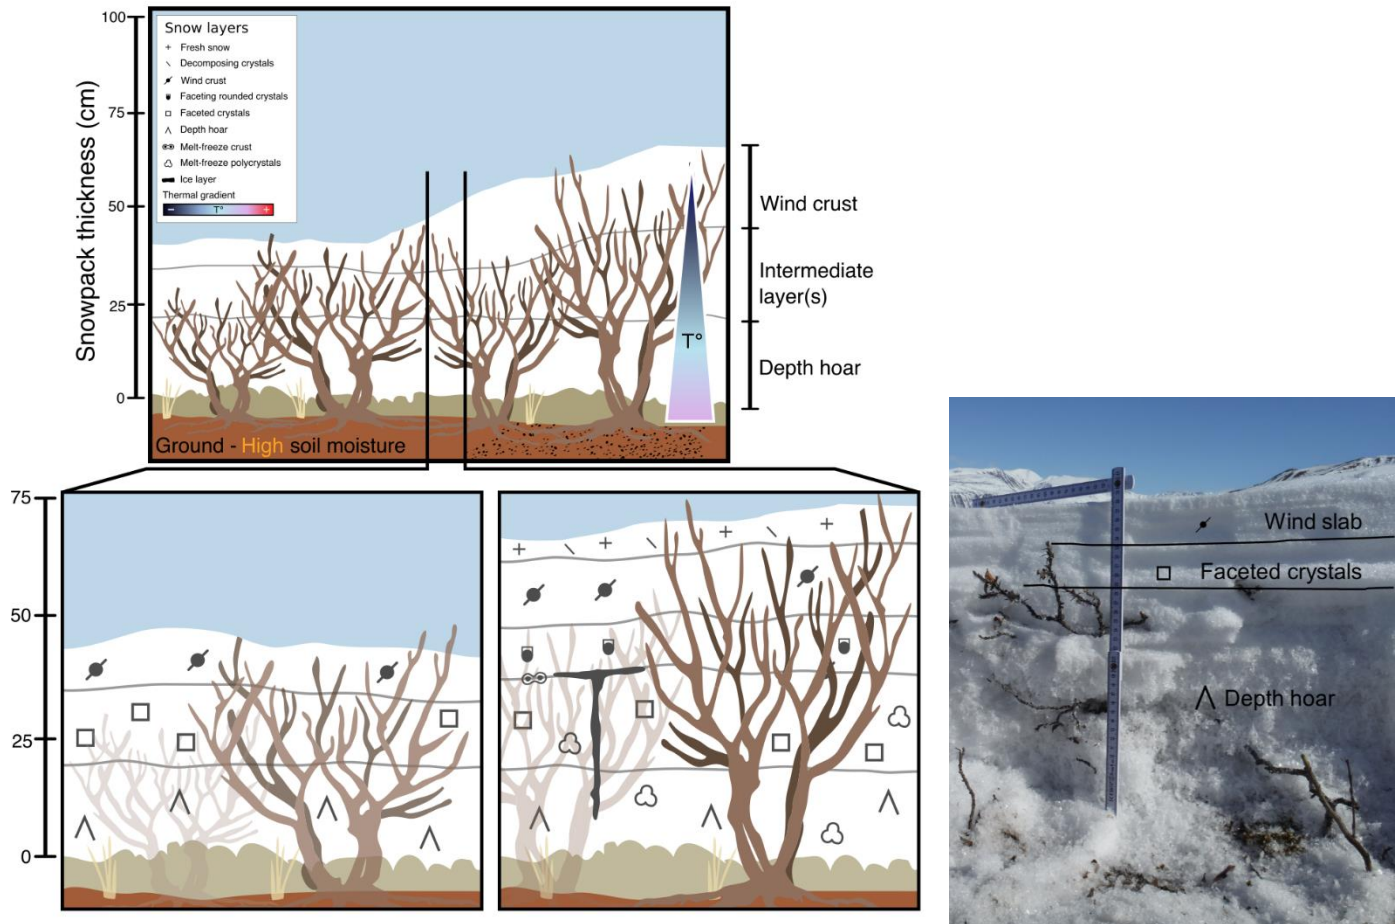 100
75
50
25
0
Snowpack thickness (cm)
Snow layers
Fresh snow
Decomposing crystals
Wind crust
Faceting rounded crystals
Faceted crystals
Depth hoar
Melt-freeze crust
Melt-freeze polycrystals
Ice layer
Thermal gradient
− T° +
T°
Wind crust
Intermediate
layer(s)
Depth hoar
Ground - High soil moisture
75
50
25
0
Wind slab
Faceted crystals
Depth hoar